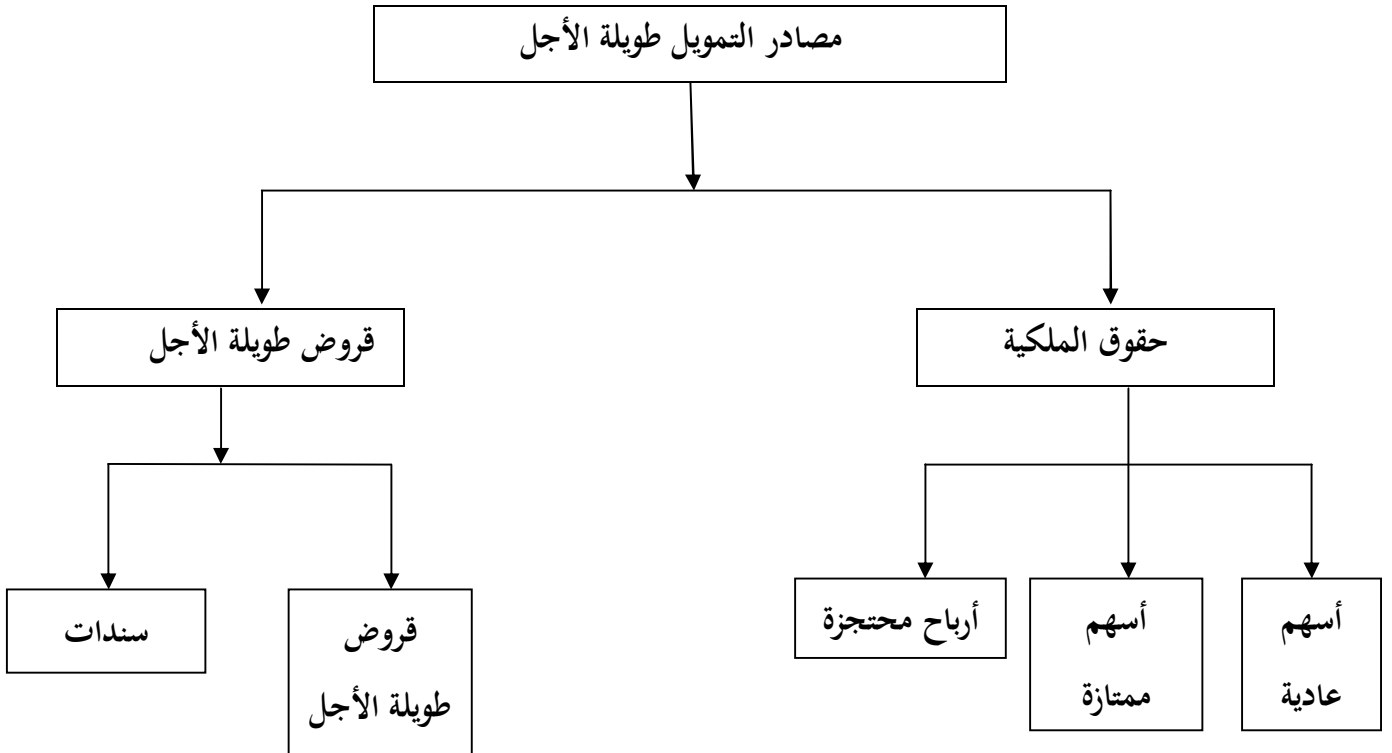 مصادر التمويل طويلة الأجل
حقوق الملكية
قروض طويلة الأجل
أسهم
عادية
أسهم
ممتازة
أرباح محتجزة
قروض
طويلة الأجل
سندات